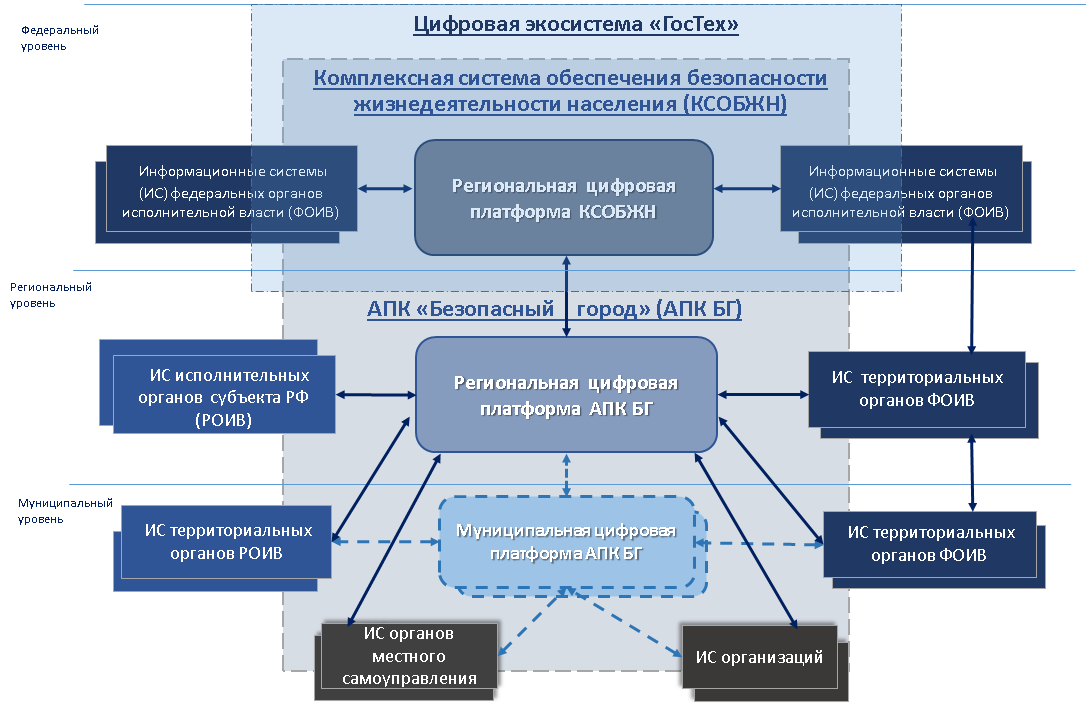 Федеральный
уровень
Цифровая экосистема «ГосТех»
Комплексная система обеспечения безопасности
жизнедеятельности населения (КСОБЖН)
Информационные системы
(ИС) федеральных органов
исполнительной власти (ФОИВ)
Региональная цифровая
платформа КСОБЖН
Информационные системы
(ИС) федеральных органов
исполнительной власти (ФОИВ)
Региональный
уровень
АПК «Безопасный город» (АПК БГ)
ИС исполнительных
органов субъекта РФ
(РОИВ)
Региональная цифровая
платформа АПК БГ
ИС территориальных
органов ФОИВ
Муниципальный
уровень
ИС территориальных
органов РОИВ
Муниципальная цифровая
платформа АПК БГ
ИС территориальных
органов ФОИВ
ИС органов
местного
самоуправления
ИС организаций